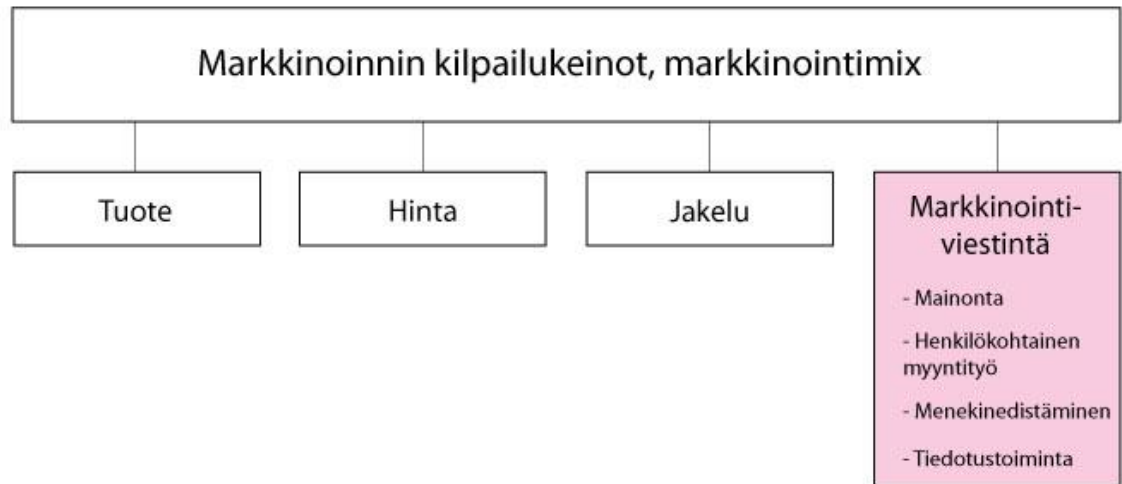 Markkinoinnin kilpailukeinot, markkinointimix
Tuote
Hinta
Jakelu
Markkinointi-
viestintä
- Mainonta
- Henkilökohtainen
myyntityö
- Menekinedistäminen
- Tiedotustoiminta